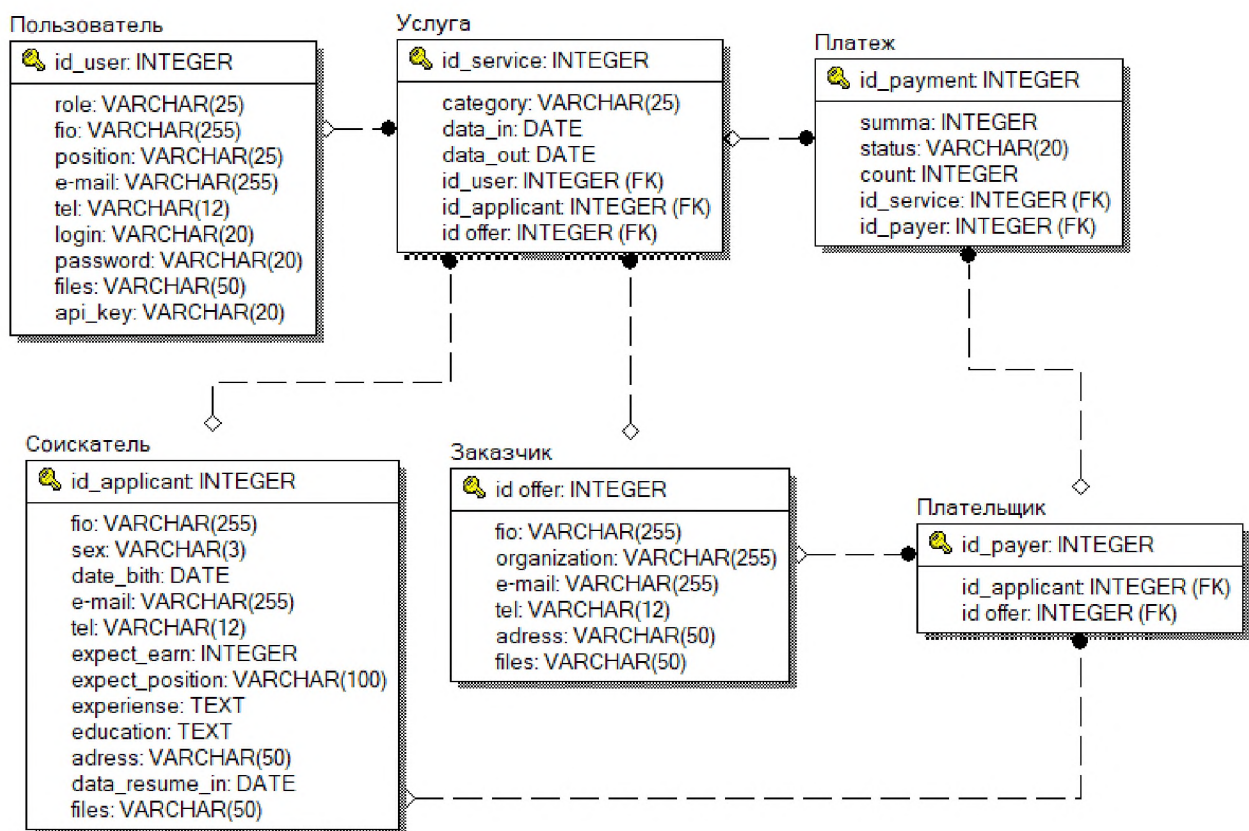 Пользователь
id_user: INTEGER
role: VARCHAR(25)
fio: VARCHAR(255)
position: VARCHAR(25)
e-mail: VARCHAR(255)
tel: VARCHAR(12)
login: VARCHAR(20)
password: VARCHAR(20)
files: VARCHAR(50)
api_key: VARCHAR(20)
Услуга
id_service: INTEGER
category: VARCHAR(25)
data_in: DATE
data_out: DATE
id_user: INTEGER (FK)
id_applicant: INTEGER (FK)
id offer: INTEGER (FK)
Платеж
id_payment: INTEGER
summa: INTEGER
status: VARCHAR(20)
count: INTEGER
id_service: INTEGER (FK)
id_payer: INTEGER (FK)
Соискатель
id_applicant: INTEGER
fio: VARCHAR(255)
sex: VARCHAR(3)
date_bith: DATE
e-mail: VARCHAR(255)
tel: VARCHAR(12)
expect_earn: INTEGER
expect_position: VARCHAR(100)
experiense: TEXT
education: TEXT
adress: VARCHAR(50)
data_resume_in: DATE
files: VARCHAR(50)
Заказчик
id offer: INTEGER
fio: VARCHAR(255)
organization: VARCHAR(255)
e-mail: VARCHAR(255)
tel: VARCHAR(12)
adress: VARCHAR(50)
files: VARCHAR(50)
Плательщик
id_payer: INTEGER
id_applicant: INTEGER (FK)
id offer: INTEGER (FK)